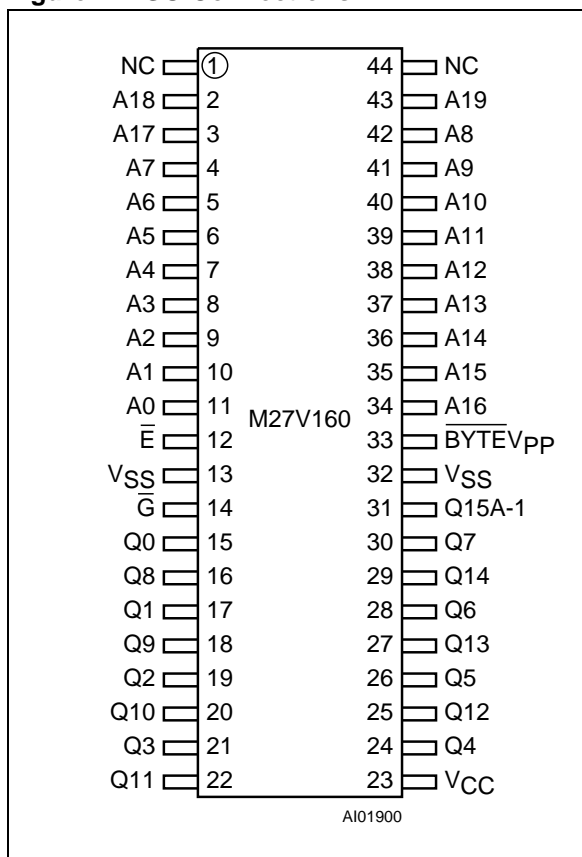 NC 1 44 NC
A18 2 43 A19
A17 3 42 A8
A7 4 41 A9
A6 5 40 A10
A5 6 39 A11
A4 7 38 A12
A3 8 37 A13
A2 9 36 A14
A1 10 35 A15
A0 11 34 A16
M27V160
E̅ 12 33 B̅Y̅T̅E̅VPP
VSS 13 32 VSS
G̅ 14 31 Q15A-1
Q0 15 30 Q7
Q8 16 29 Q14
Q1 17 28 Q6
Q9 18 27 Q13
Q2 19 26 Q5
Q10 20 25 Q12
Q3 21 24 Q4
Q11 22 23 VCC
AI01900